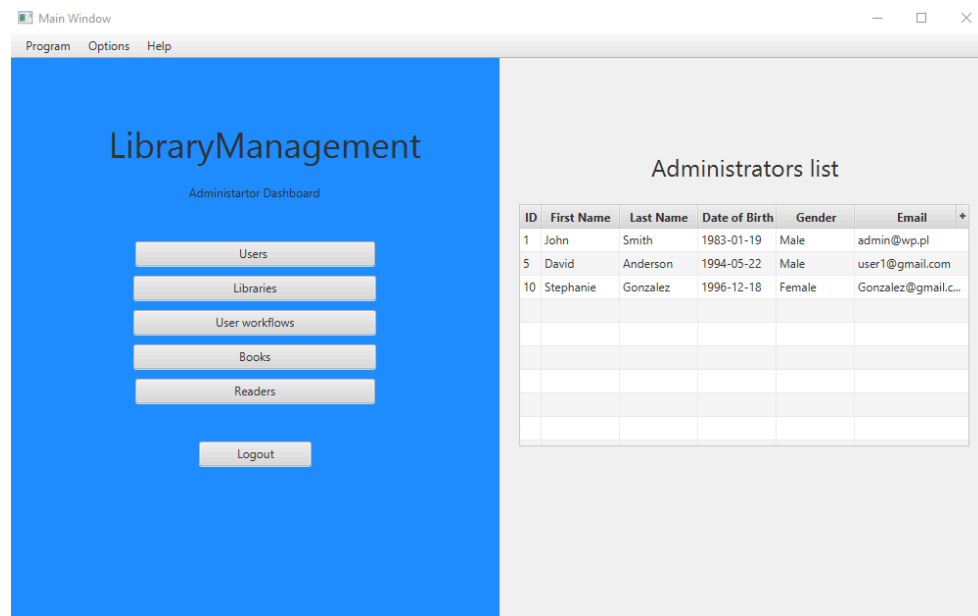 Main Window
Program Options Help
LibraryManagement
Administartor Dashboard
Users
Libraries
User workflows
Books
Readers
Logout
Administrators list
ID First Name Last Name Date of Birth Gender Email +
1 John Smith 1983-01-19 Male admin@wp.pl
5 David Anderson 1994-05-22 Male user1@gmail.com
10 Stephanie Gonzalez 1996-12-18 Female Gonzalez@gmail.c...